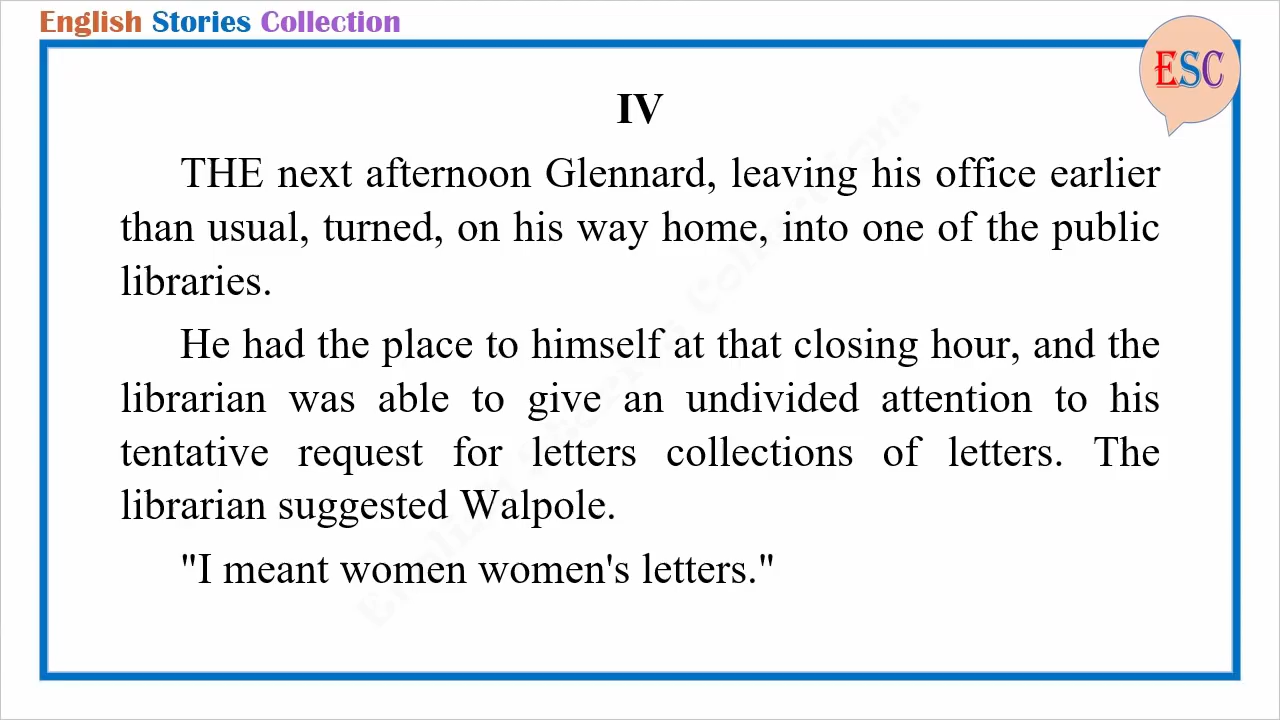 English Stories Collection
ESC
IV
THE next afternoon Glennard, leaving his office earlier
than usual, turned, on his way home, into one of the public
libraries.
He had the place to himself at that closing hour, and the
librarian was able to give an undivided attention to his
tentative request for letters collections of letters. The
librarian suggested Walpole.
"I meant women women's letters."